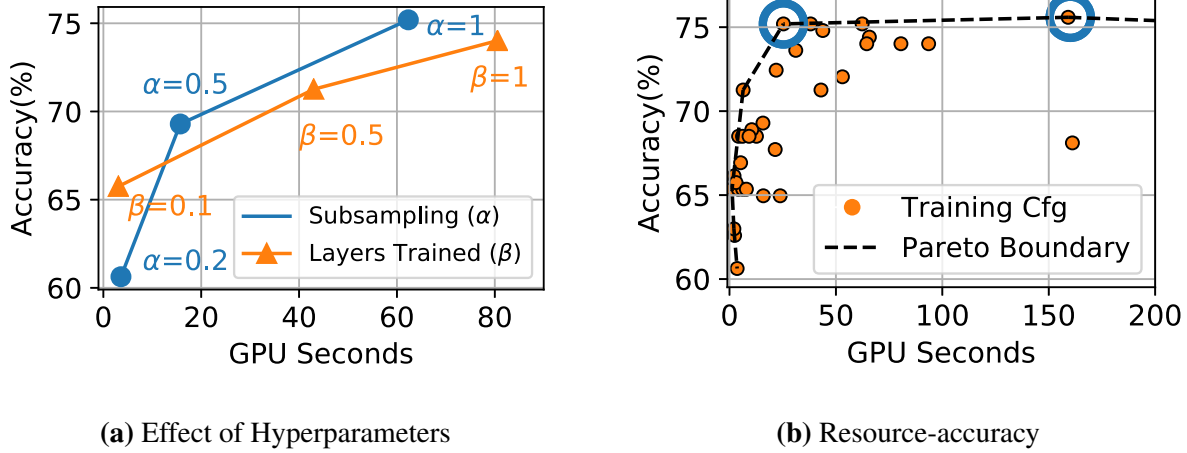 75
70
65
60
Accuracy(%)
α=1
α=0.5
β=1
β=0.5
β=0.1
α=0.2
Subsampling (α)
Layers Trained (β)
0 20 40 60 80
GPU Seconds
(a) Effect of Hyperparameters
75
70
65
60
Accuracy(%)
Training Cfg
Pareto Boundary
0 50 100 150 200
GPU Seconds
(b) Resource-accuracy